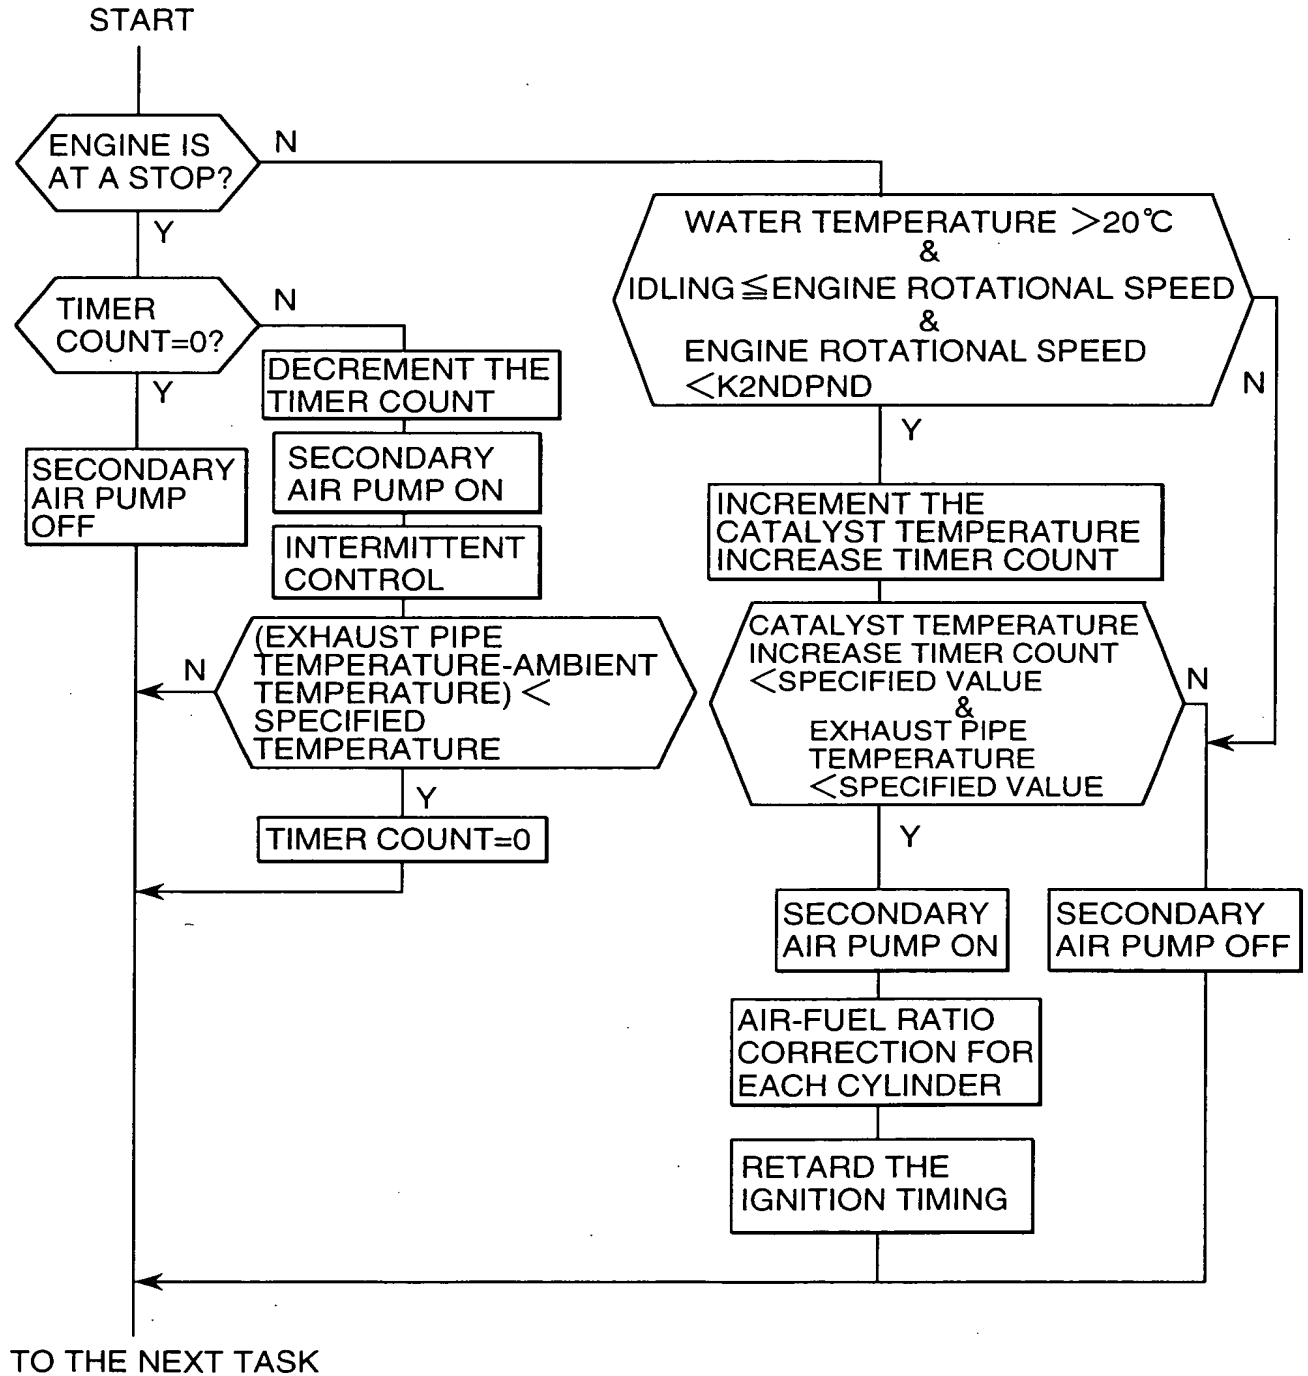 START
ENGINE IS
AT A STOP?
N
Y
TIMER
COUNT=0?
N
Y
SECONDARY
AIR PUMP
OFF
DECREMENT THE
TIMER COUNT
SECONDARY
AIR PUMP ON
INTERMITTENT
CONTROL
(EXHAUST PIPE
TEMPERATURE-AMBIENT
TEMPERATURE) <
SPECIFIED
TEMPERATURE
N
Y
TIMER COUNT=0
WATER TEMPERATURE >20℃
&
IDLING≦ENGINE ROTATIONAL SPEED
&
ENGINE ROTATIONAL SPEED
<K2NDPND
N
Y
INCREMENT THE
CATALYST TEMPERATURE
INCREASE TIMER COUNT
CATALYST TEMPERATURE
INCREASE TIMER COUNT
<SPECIFIED VALUE
&
EXHAUST PIPE
TEMPERATURE
<SPECIFIED VALUE
N
Y
SECONDARY
AIR PUMP ON
SECONDARY
AIR PUMP OFF
AIR-FUEL RATIO
CORRECTION FOR
EACH CYLINDER
RETARD THE
IGNITION TIMING
TO THE NEXT TASK